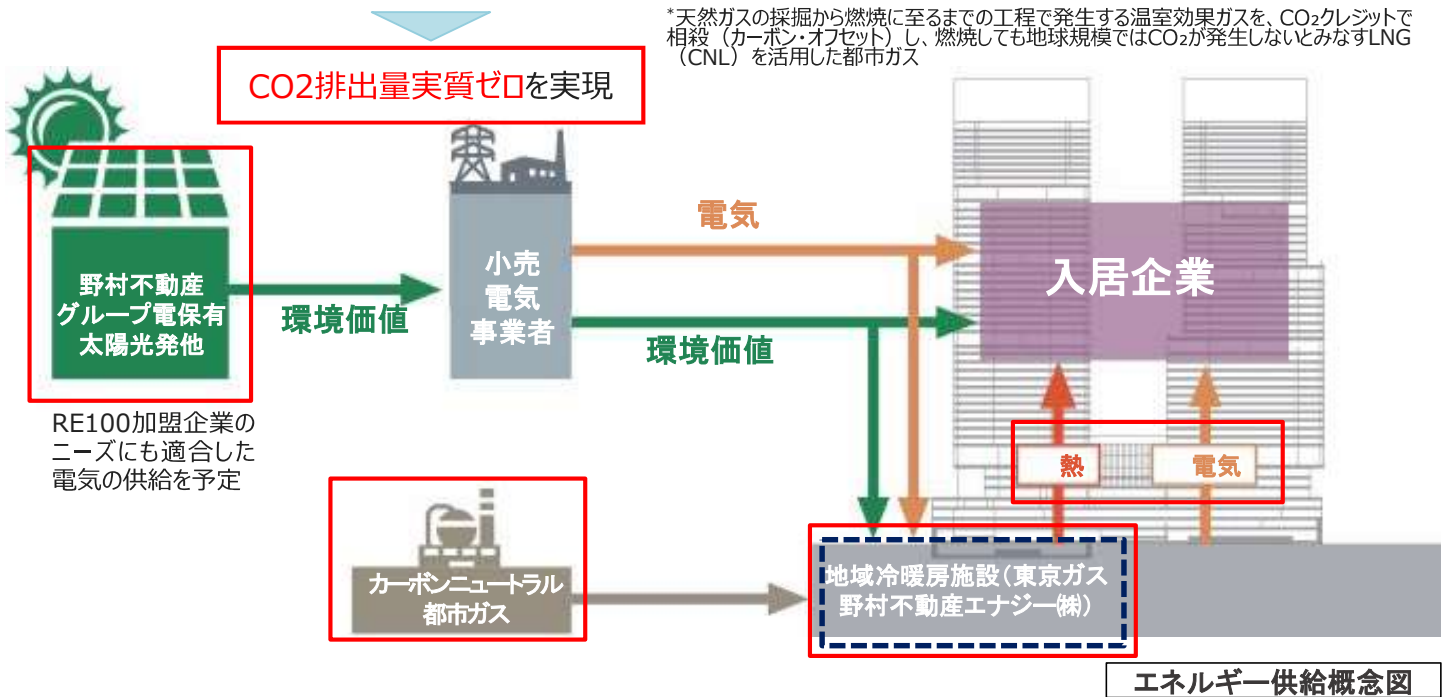 *天然ガスの採掘から燃焼に至るまでの工程で発生する温室効果ガスを、CO₂クレジットで
相殺（カーボン・オフセット）し、燃焼しても地球規模ではCO₂が発生しないとみなすLNG
（CNL）を活用した都市ガス
CO2排出量実質ゼロを実現
電気
小売
電気
事業者
入居企業
野村不動産
グループ電保有
太陽光発他
環境価値
環境価値
RE100加盟企業の
ニーズにも適合した
電気の供給を予定
熱
電気
カーボンニュートラル
都市ガス
地域冷暖房施設（東京ガス
野村不動産エナジー㈱）
エネルギー供給概念図